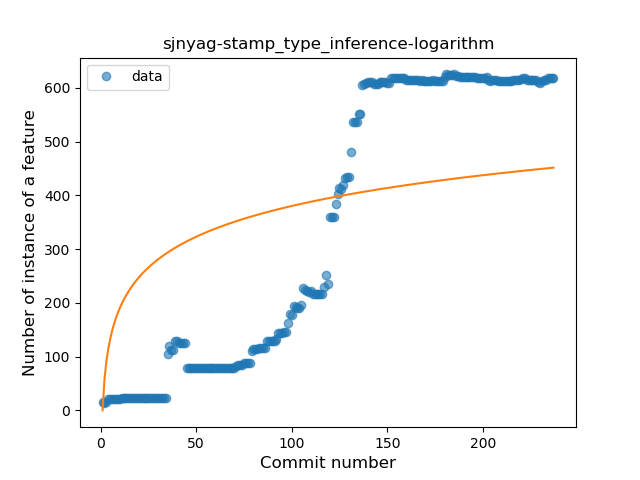 sjnyag-stamp_type_inference-logarithm
data
Number of instance of a feature
600
500
400
300
200
100
0
0 50 100 150 200
Commit number